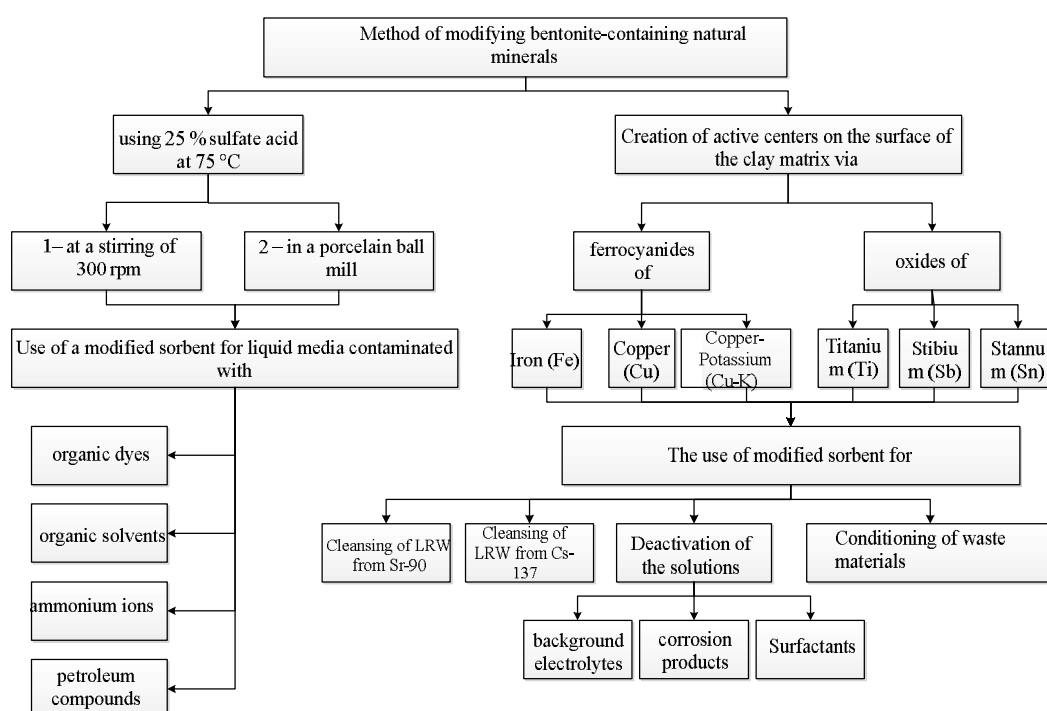 Method of modifying bentonite-containing natural
minerals
using 25 % sulfate acid
at 75 °C
Creation of active centers on the surface of
the clay matrix via
1– at a stirring of
300 rpm
2 – in a porcelain ball
mill
ferrocyanides
of
oxides of
Use of a modified sorbent for liquid media contaminated
with
Iron (Fe)
Copper
(Cu)
Copper-
Potassium
(Cu-K)
Titaniu
m (Ti)
Stibiu
m (Sb)
Stannu
m (Sn)
The use of modified sorbent for
organic dyes
organic solvents
ammonium ions
petroleum
compounds
Cleansing of LRW
from Sr-90
Cleansing of
LRW from Cs-
137
Deactivation of
the solutions
Conditioning of waste
materials
background
electrolytes
corrosion
products
Surfactants